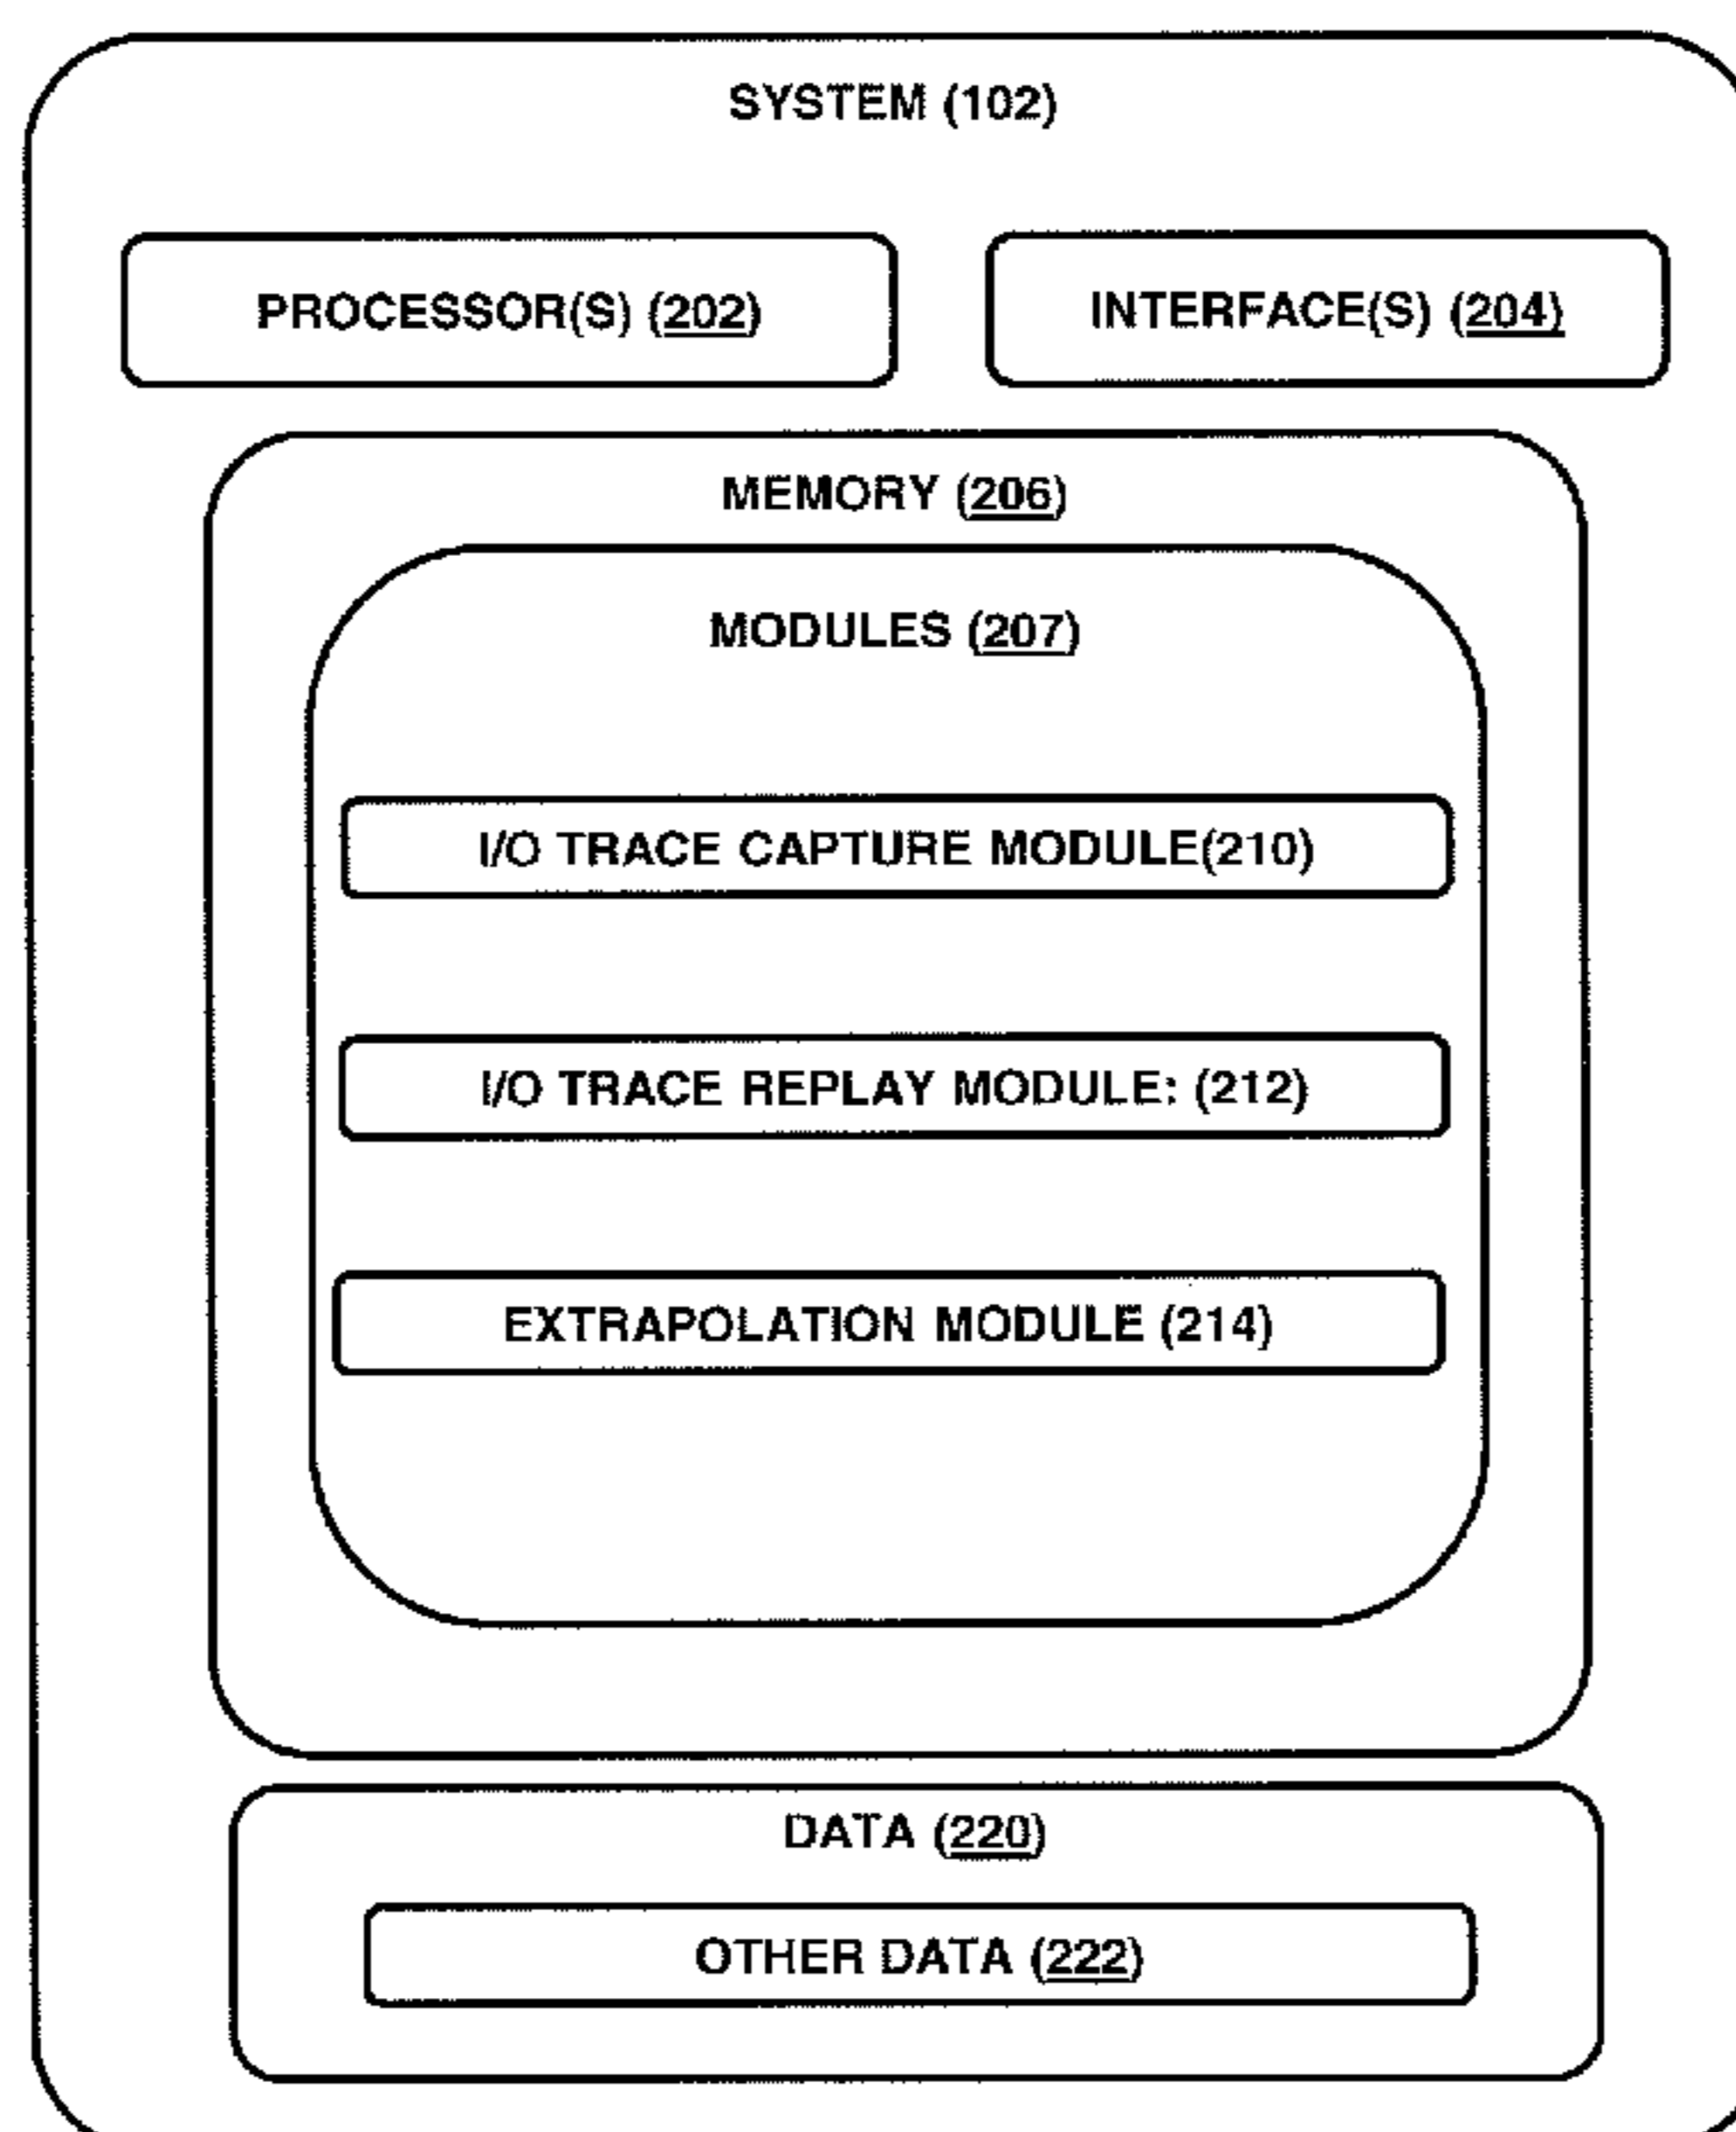 SYSTEM (102)
PROCESSOR(S) (202)
INTERFACE(S) (204)
MEMORY (206)
MODULES (207)
I/O TRACE CAPTURE MODULE(210)
I/O TRACE REPLAY MODULE: (212)
EXTRAPOLATION MODULE (214)
DATA (220)
OTHER DATA (222)